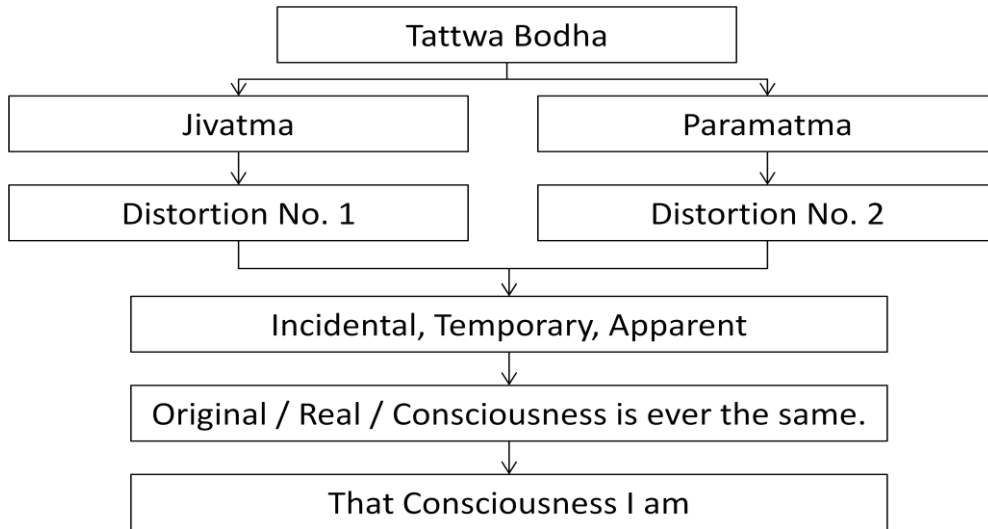 Tattwa Bodha
Jivatma
Paramatma
Distortion No. 1
Distortion No. 2
Incidental, Temporary, Apparent
Original / Real / Consciousness is ever the same.
That Consciousness I am